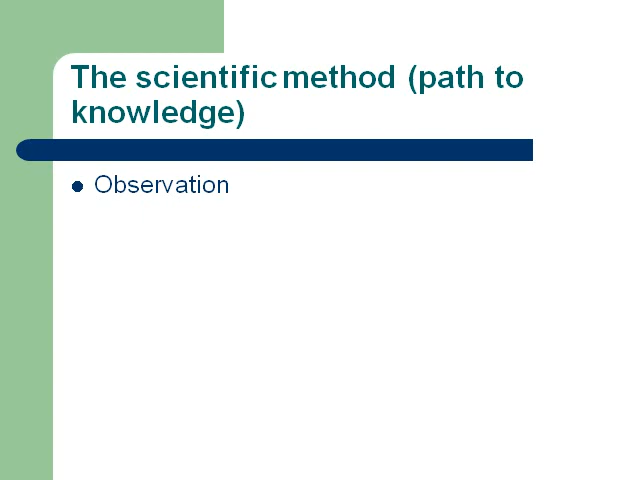 The scientific method (path to
knowledge)
Observation